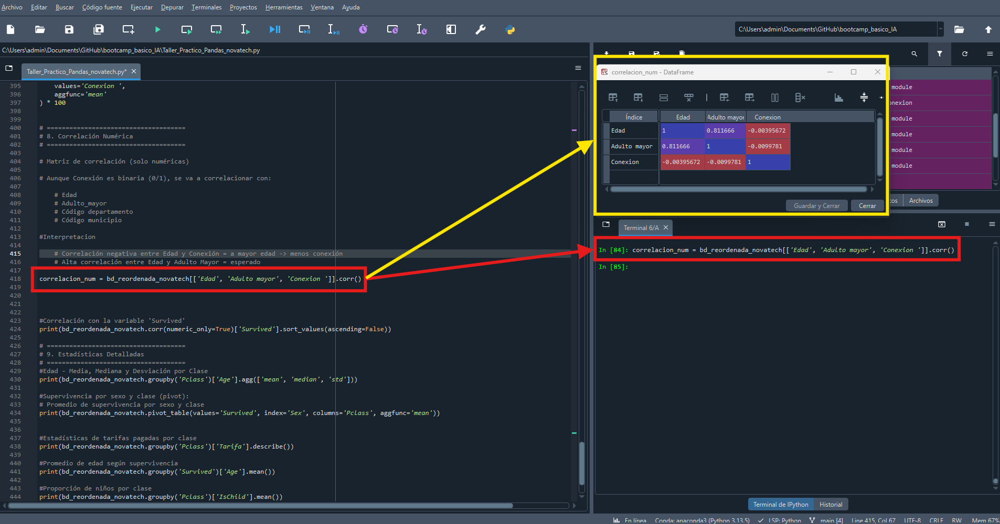 Archivo Editar Buscar Código fuente Ejecutar Depurar Terminales Proyectos Herramientas Ventana Ayuda
C:\Users\admin\Documents\GitHub\bootcamp_basico_IA
C:\Users\admin\Documents\GitHub\bootcamp_basico_IA\Taller_Practico_Pandas_novatech.py
Taller_Practico_Pandas_novatech.py*
395 values='Conexion ',
396 aggfunc='mean'
397 ) * 100
398
399
400 # =====================================
401 # 8. Correlación Numérica
402 # =====================================
403
404 # Matriz de correlación (solo numéricas)
405
406 # Aunque Conexión es binaria (0/1), se va a correlacionar con:
407
408 # Edad
409 # Adulto_mayor
410 # Código departamento
411 # Código municipio
412
413 #Interpretacion
414
415 # Correlación negativa entre Edad y Conexión = a mayor edad -> menos conexión
416 # Alta correlación entre Edad y Adulto Mayor = esperado
417
418 correlacion_num = bd_reordenada_novatech[['Edad', 'Adulto mayor', 'Conexion ']].corr()
419
420
421
422
423 #Correlación con la variable 'Survived'
424 print(bd_reordenada_novatech.corr(numeric_only=True)['Survived'].sort_values(ascending=False))
425
426 # =====================================
427 # 9. Estadísticas Detalladas
428 # =====================================
429 #Edad - Media, Mediana y Desviación por Clase
430 print(bd_reordenada_novatech.groupby('Pclass')['Age'].agg(['mean', 'median', 'std']))
431
432 #Supervivencia por sexo y clase (pivot):
433 # Promedio de supervivencia por sexo y clase
434 print(bd_reordenada_novatech.pivot_table(values='Survived', index='Sex', columns='Pclass', aggfunc='mean'))
435
436
437 #Estadísticas de tarifas pagadas por clase
438 print(bd_reordenada_novatech.groupby('Pclass')['Tarifa'].describe())
439
440 #Promedio de edad según supervivencia
441 print(bd_reordenada_novatech.groupby('Survived')['Age'].mean())
442
443 #Proporción de niños por clase
444 print(bd_reordenada_novatech.groupby('Pclass')['IsChild'].mean())
correlacion_num - DataFrame
Índice Edad Adulto mayor Conexion
Edad 1 0.811666 -0.00395672
Adulto mayor 0.811666 1 -0.0099781
Conexion -0.00395672 -0.0099781 1
Guardar y Cerrar Cerrar
module
onexion
module
module
module
module
os Archivos
Terminal 6/A
In [84]: correlacion_num = bd_reordenada_novatech[['Edad', 'Adulto mayor', 'Conexion ']].corr()
In [85]:
Terminal de IPython Historial
En línea Conda: anaconda3 (Python 3.13.5) LSP: Python main [4] Line 415, Col 67 UTF-8 CRLF RW Mem 67%